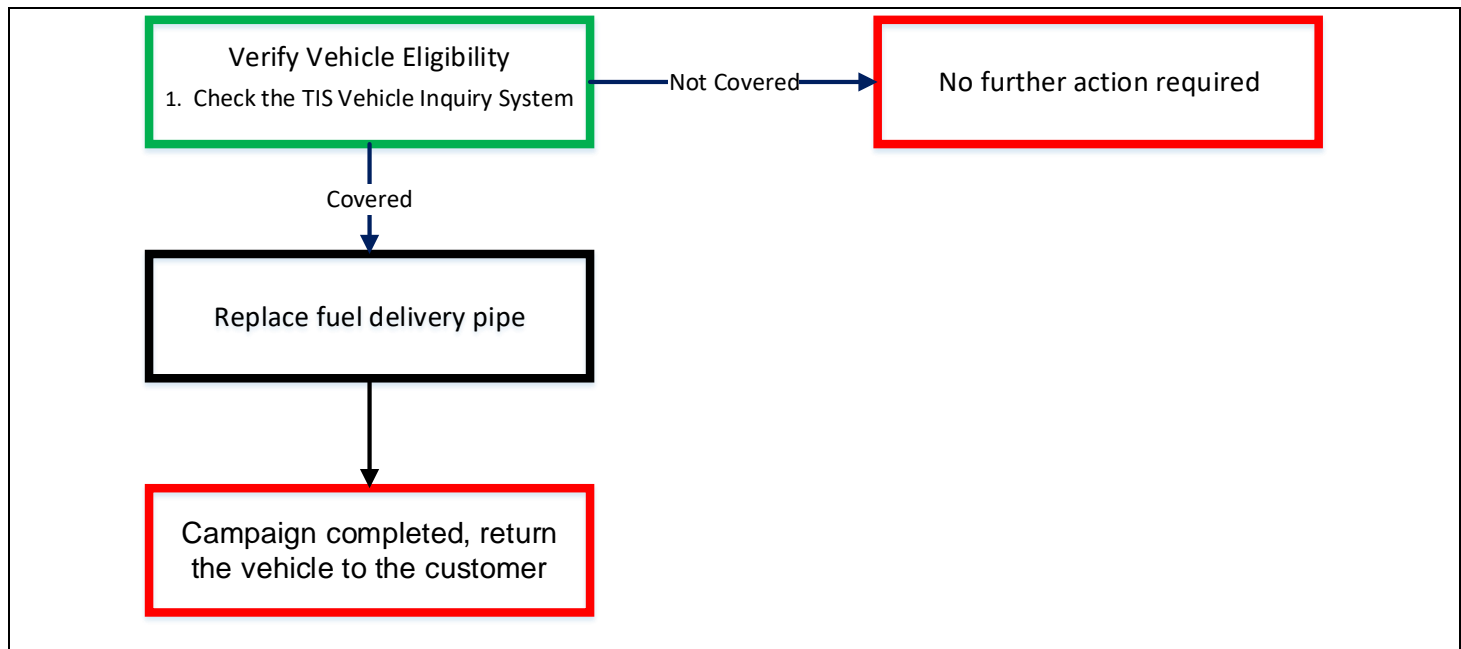 Verify Vehicle Eligibility
1. Check the TIS Vehicle Inquiry System
Not Covered
No further action required
Covered
Replace fuel delivery pipe
Campaign completed, return
the vehicle to the customer